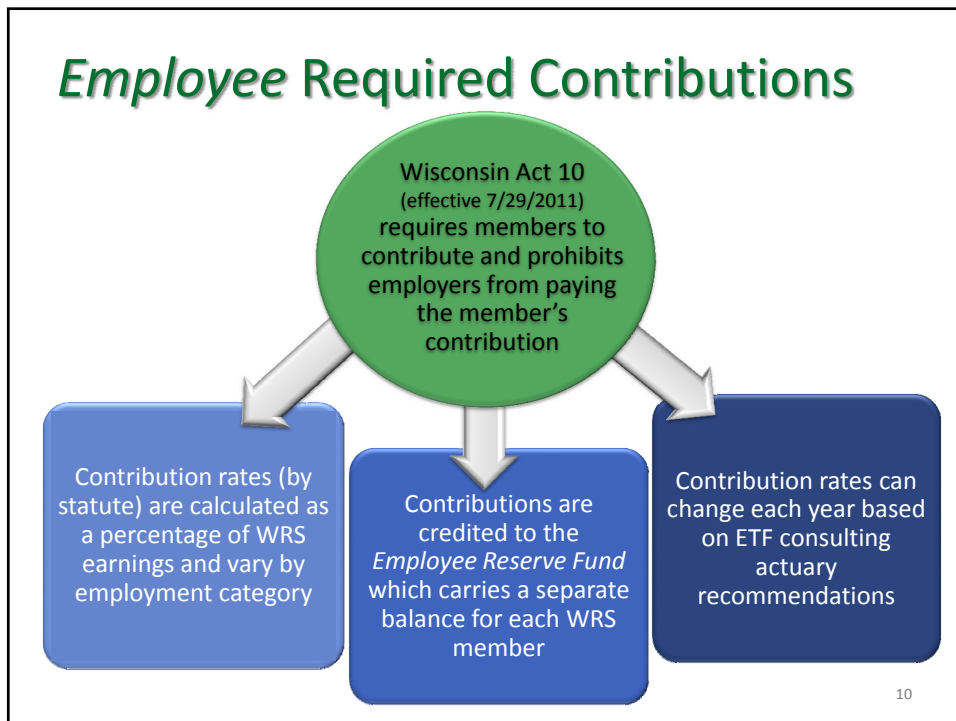 Employee Required Contributions
Wisconsin Act 10
(effective 7/29/2011)
requires members to
contribute and prohibits
employers from paying
the member's
contribution
Contribution rates (by
statute) are calculated as
a percentage of WRS
earnings and vary by
employment category
Contributions are
credited to the
Employee Reserve Fund
which carries a separate
balance for each WRS
member
Contribution rates can
change each year based
on ETF consulting
actuary
recommendations
10